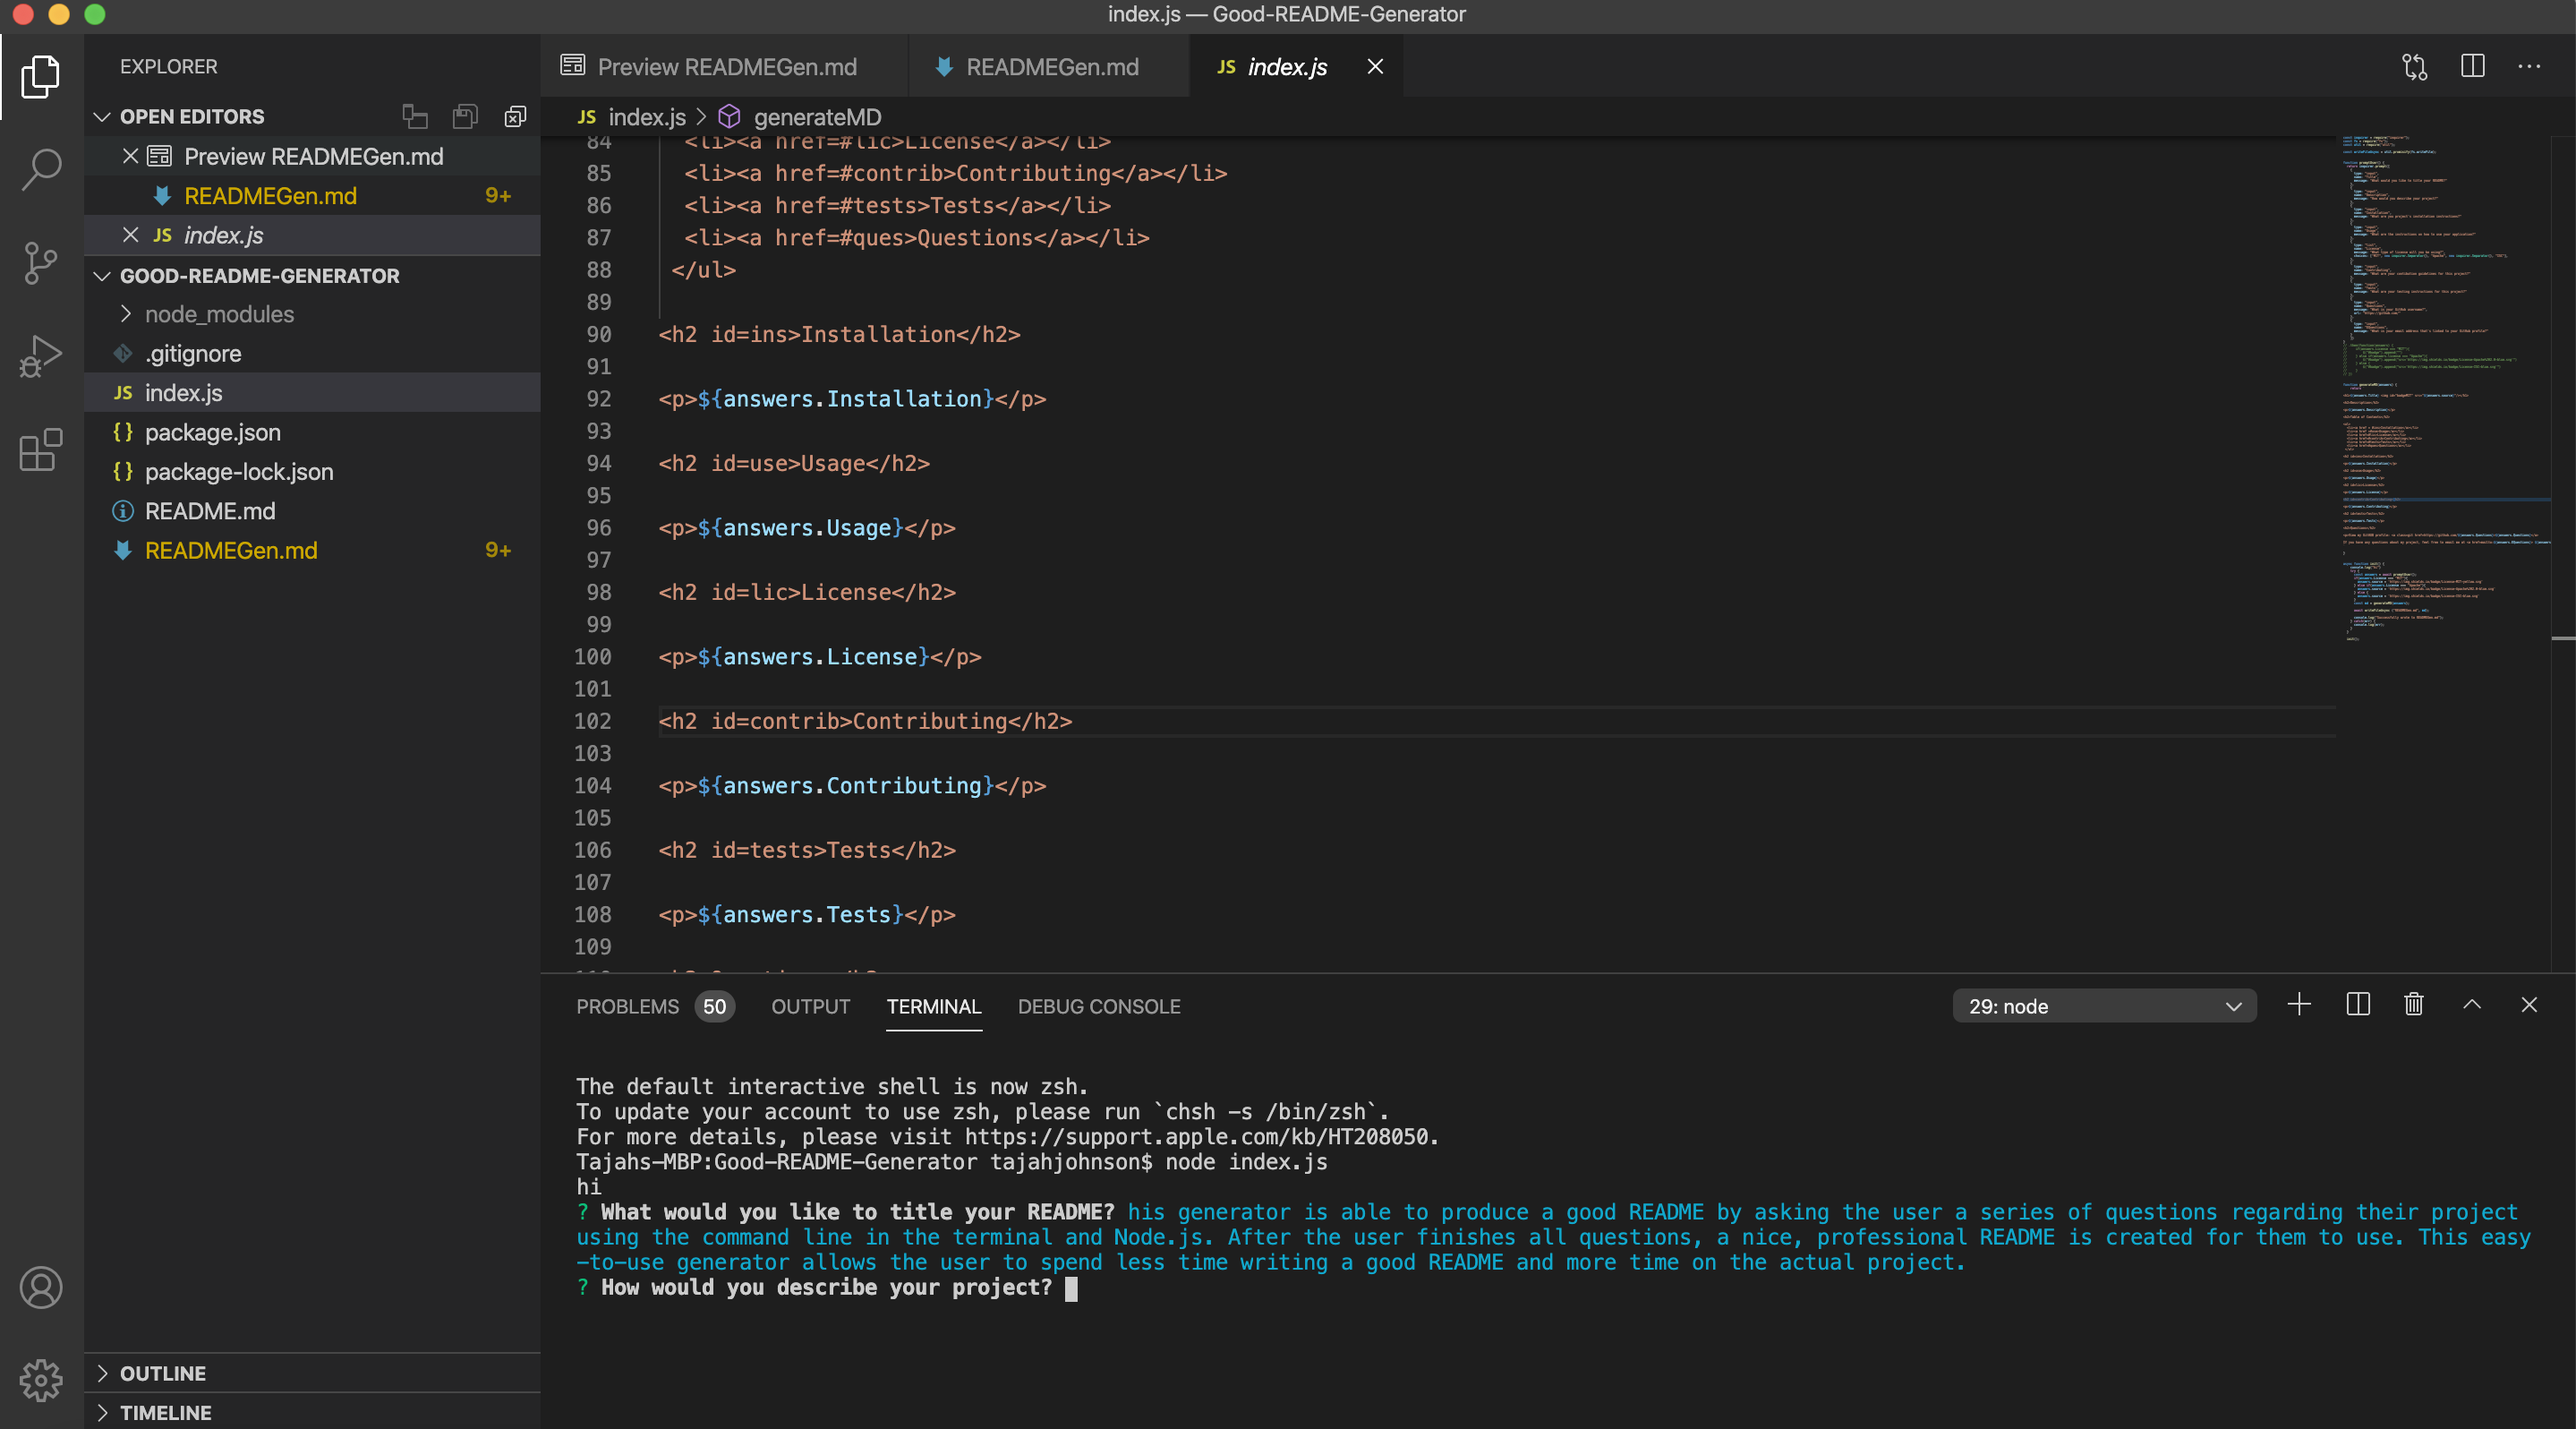 index.js — Good-README-Generator
EXPLORER
OPEN EDITORS
Preview READMEGen.md
READMEGen.md 9+
JS index.js
GOOD-README-GENERATOR
node_modules
.gitignore
JS index.js
{} package.json
{} package-lock.json
README.md
READMEGen.md 9+
OUTLINE
TIMELINE
Preview READMEGen.md
READMEGen.md
JS index.js
JS index.js > generateMD
84 <li><a href=#lic>License</a></li>
85 <li><a href=#contrib>Contributing</a></li>
86 <li><a href=#tests>Tests</a></li>
87 <li><a href=#ques>Questions</a></li>
88 </ul>
89
90 <h2 id=ins>Installation</h2>
91
92 <p>${answers.Installation}</p>
93
94 <h2 id=use>Usage</h2>
95
96 <p>${answers.Usage}</p>
97
98 <h2 id=lic>License</h2>
99
100 <p>${answers.License}</p>
101
102 <h2 id=contrib>Contributing</h2>
103
104 <p>${answers.Contributing}</p>
105
106 <h2 id=tests>Tests</h2>
107
108 <p>${answers.Tests}</p>
109
PROBLEMS 50 OUTPUT TERMINAL DEBUG CONSOLE
29: node
The default interactive shell is now zsh.
To update your account to use zsh, please run `chsh -s /bin/zsh`.
For more details, please visit https://support.apple.com/kb/HT208050.
Tajahs-MBP:Good-README-Generator tajahjohnson$ node index.js
hi
? What would you like to title your README? his generator is able to produce a good README by asking the user a series of questions regarding their project
using the command line in the terminal and Node.js. After the user finishes all questions, a nice, professional README is created for them to use. This easy
-to-use generator allows the user to spend less time writing a good README and more time on the actual project.
? How would you describe your project?